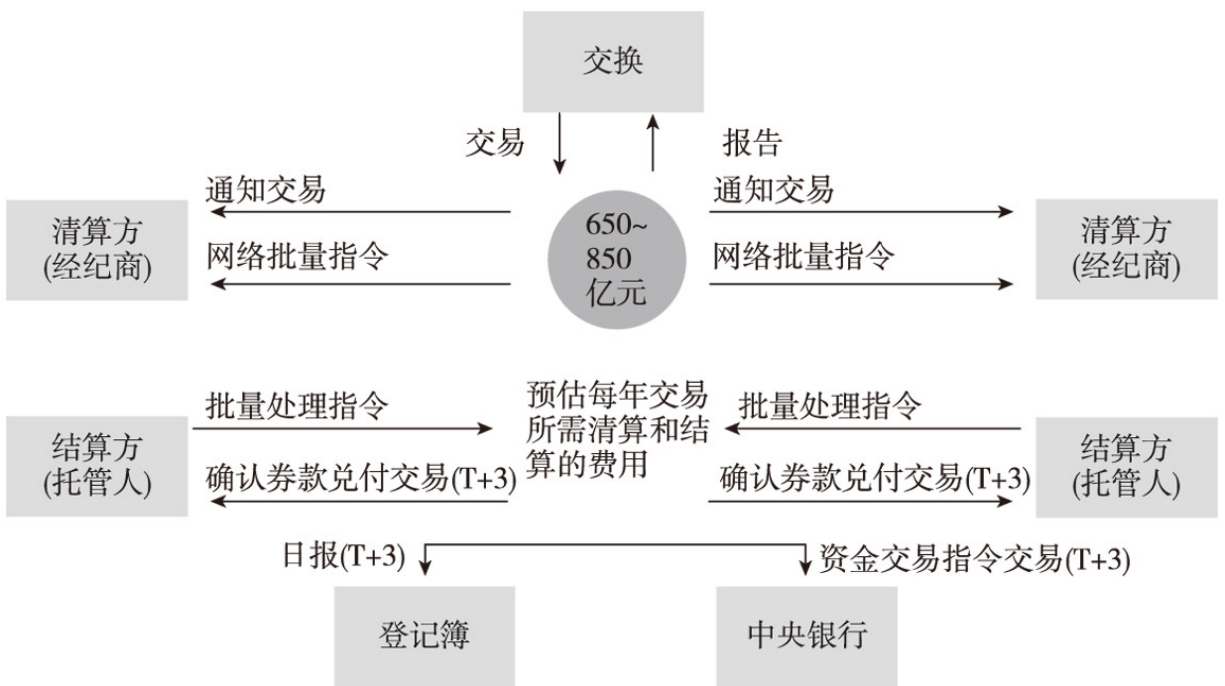 交换
交易
报告
通知交易
通知交易
清算方
(经纪商)
网络批量指令
650~
850
亿元
网络批量指令
清算方
(经纪商)
批量处理指令
预估每年交易
所需清算和结
算的费用
批量处理指令
结算方
(托管人)
确认券款兑付交易(T+3)
确认券款兑付交易(T+3)
结算方
(托管人)
日报(T+3)
资金交易指令交易(T+3)
登记簿
中央银行